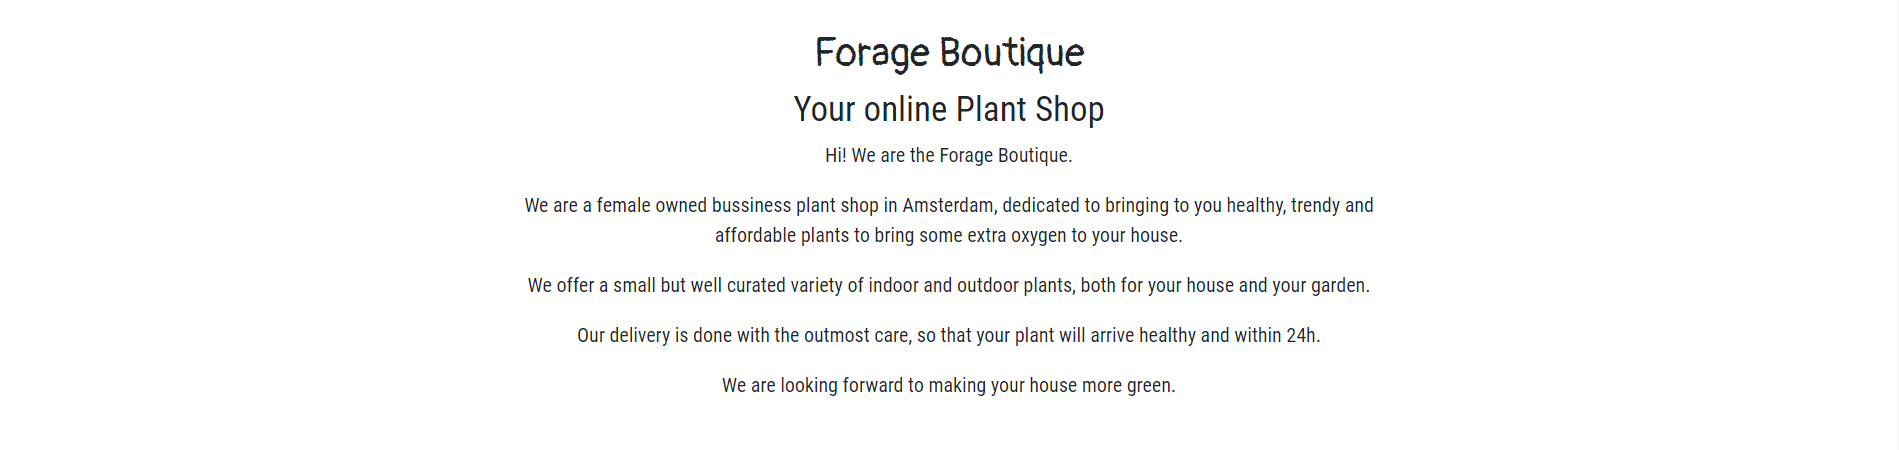 Forage Boutique
Your online Plant Shop
Hi! We are the Forage Boutique.
We are a female owned bussiness plant shop in Amsterdam, dedicated to bringing to you healthy, trendy and
affordable plants to bring some extra oxygen to your house.
We offer a small but well curated variety of indoor and outdoor plants, both for your house and your garden.
Our delivery is done with the outmost care, so that your plant will arrive healthy and within 24h.
We are looking forward to making your house more green.